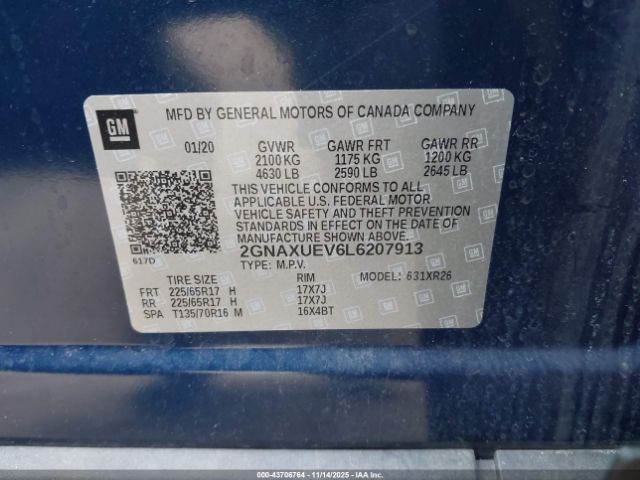 GM
MFD BY GENERAL MOTORS OF CANADA COMPANY
01/20 GVWR GAWR FRT GAWR RR
2100 KG 1175 KG 1200 KG
4630 LB 2590 LB 2645 LB
THIS VEHICLE CONFORMS TO ALL
APPLICABLE U.S. FEDERAL MOTOR
VEHICLE SAFETY AND THEFT PREVENTION
STANDARDS IN EFFECT ON THE DATE OF
MANUFACTURE SHOWN ABOVE.
617D 2GNAXUEV6L6207913
TYPE: M.P.V. MODEL: 631XR26
TIRE SIZE RIM
FRT 225/65R17 H 17X7J
RR 225/65R17 H 17X7J
SPA T135/70R16 M 16X4BT
000-43706764 - 11/14/2025 - IAA, Inc.